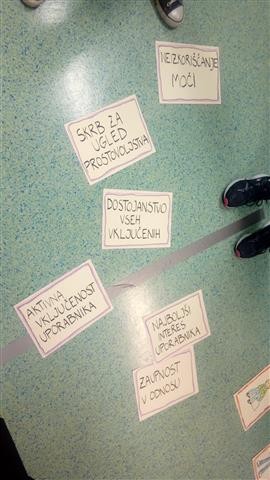 NEIZKORIŠČANJE
MOČI
SKRB ZA
UGLED
PROSTOVOLJSTVA
DOSTOJANSTVO
VSEH
VKLJUČENIH
AKTIVNA
VKLJUČENOST
UPORABNIKA
NAJBOLJŠI
INTERES
UPORABNIKA
ZAUPNOST
V ODNOSU